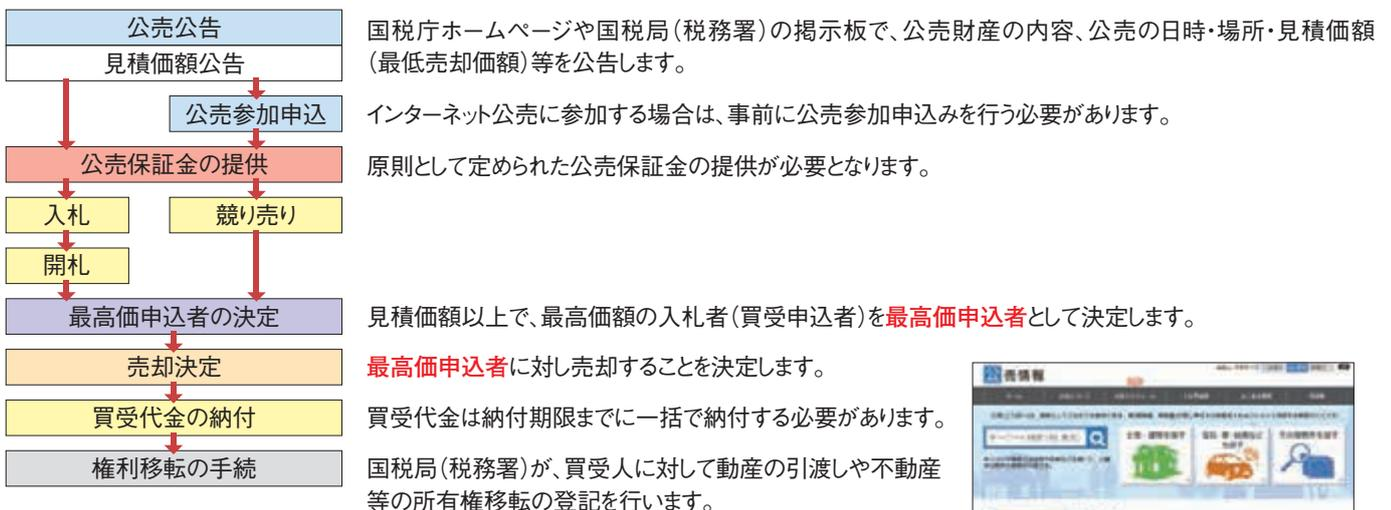 公売公告
国税庁ホームページや国税局（税務署）の掲示板で、公売財産の内容、公売の日時・場所・見積価額
見積価額公告
（最低売却価額）等を公告します。
公売参加申込
インターネット公売に参加する場合は、事前に公売参加申込みを行う必要があります。
公売保証金の提供
原則として定められた公売保証金の提供が必要となります。
入札
競り売り
開札
最高価申込者の決定
見積価額以上で、最高価額の入札者（買受申込者）を最高価申込者として決定します。
売却決定
最高価申込者に対し売却することを決定します。
買受代金の納付
買受代金は納付期限までに一括で納付する必要があります。
権利移転の手続
国税局（税務署）が、買受人に対して動産の引渡しや不動産
等の所有権移転の登記を行います。
公売情報